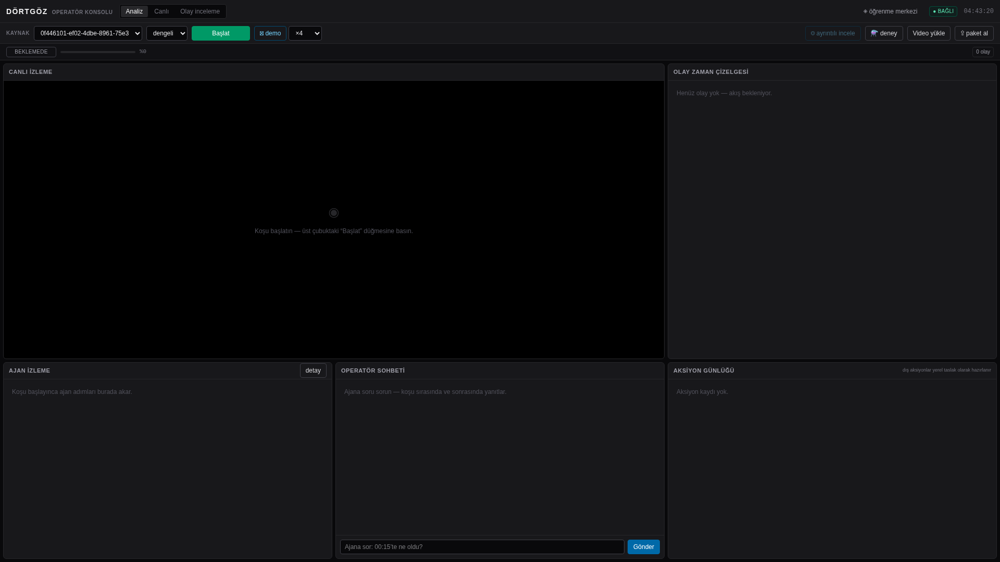 DÖRTGÖZ OPERATÖR KONSOLU Analiz Canlı Olay inceleme ◈ öğrenme merkezi ● BAĞLI 04:43:20
KAYNAK 0f446101-ef02-4dbe-8961-75e3 dengeli Başlat demo ×4 ayrıntılı incele deney Video yükle ⇪ paket al
BEKLEMEDE %0 0 olay
CANLI İZLEME
Koşu başlatın — üst çubuktaki “Başlat” düğmesine basın.
OLAY ZAMAN ÇİZELGESİ
Henüz olay yok — akış bekleniyor.
AJAN İZLEME detay
Koşu başlayınca ajan adımları burada akar.
OPERATÖR SOHBETİ
Ajana soru sorun — koşu sırasında ve sonrasında yanıtlar.
Ajana sor: 00:15’te ne oldu? Gönder
AKSİYON GÜNLÜĞÜ dış aksiyonlar yerel taslak olarak hazırlanır
Aksiyon kaydı yok.